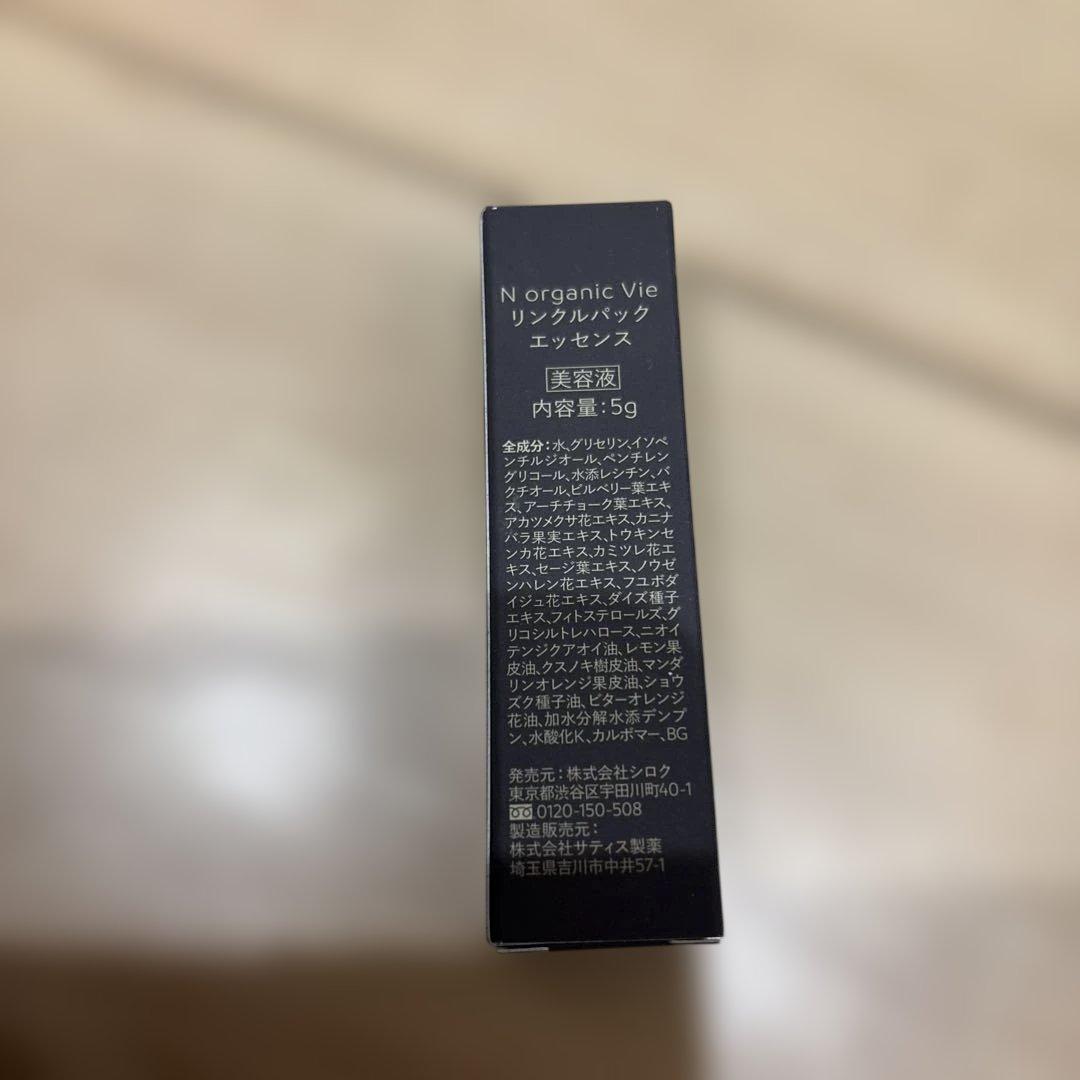 N organic Vie
リンクルパック
エッセンス
美容液
内容量:5g
全成分:水、グリセリン、イソペ
ンチルジオール、ペンチレン
グリコール、水添レシチン、バ
クチオール、ビルベリー葉エキ
ス、アーチチョーク葉エキス、
アカツメクサ花エキス、カニナ
バラ果実エキス、トウキンセ
ンカ花エキス、カミツレ花エ
キス、セージ葉エキス、ノウゼ
ンハレン花エキス、フユボダ
イジュ花エキス、ダイズ種子
エキス、フィトステロールズ、グ
リコシルトレハロース、ニオイ
テンジクアオイ油、レモン果
皮油、クスノキ樹皮油、マンダ
リンオレンジ果皮油、ショウ
ズク種子油、ビターオレンジ
花油、加水分解水添デンプ
ン、水酸化K、カルボマー、BG
発売元:株式会社シロク
東京都渋谷区宇田川町40-1
0120-150-508
製造販売元:
株式会社サティス製薬
埼玉県吉川市中井57-1